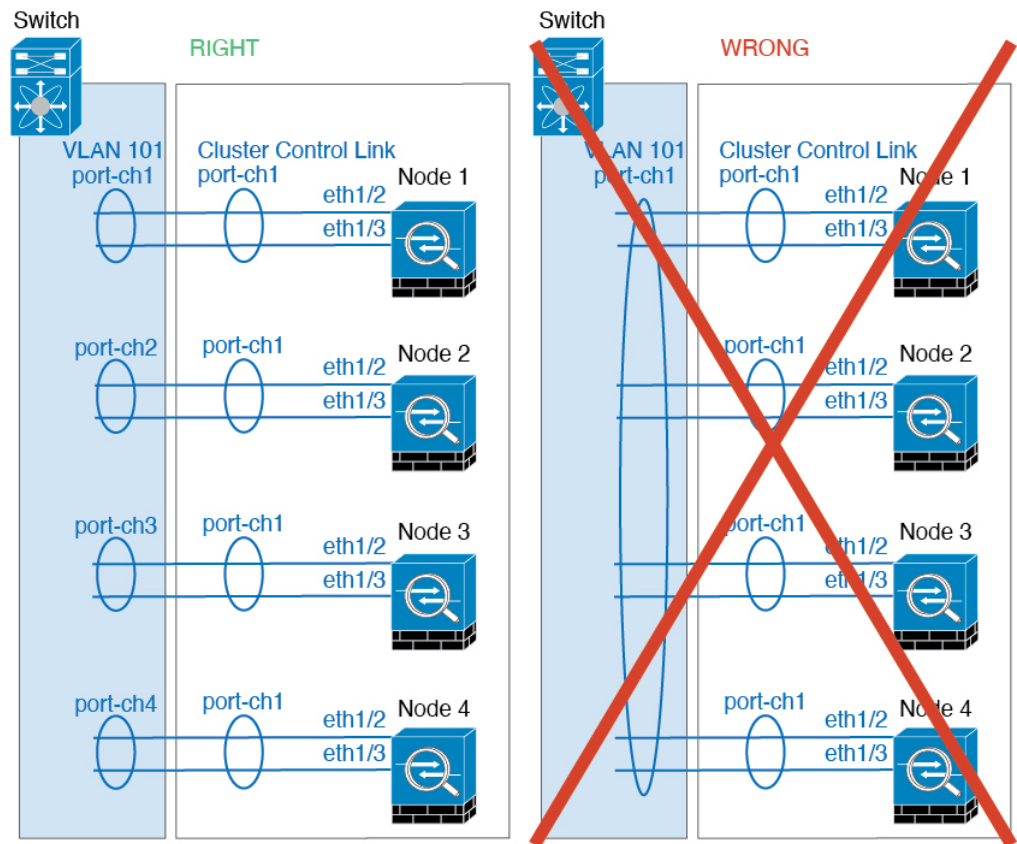 Switch
RIGHT
VLAN 101
port-ch1
Cluster Control Link
port-ch1
Node 1
eth1/2
eth1/3
port-ch2
port-ch1
Node 2
eth1/2
eth1/3
port-ch3
port-ch1
Node 3
eth1/2
eth1/3
port-ch4
port-ch1
Node 4
eth1/2
eth1/3
Switch
WRONG
VLAN 101
port-ch1
Cluster Control Link
port-ch1
Node 1
eth1/2
eth1/3
port-ch1
Node 2
eth1/2
eth1/3
port-ch1
Node 3
eth1/2
eth1/3
port-ch1
Node 4
eth1/2
eth1/3